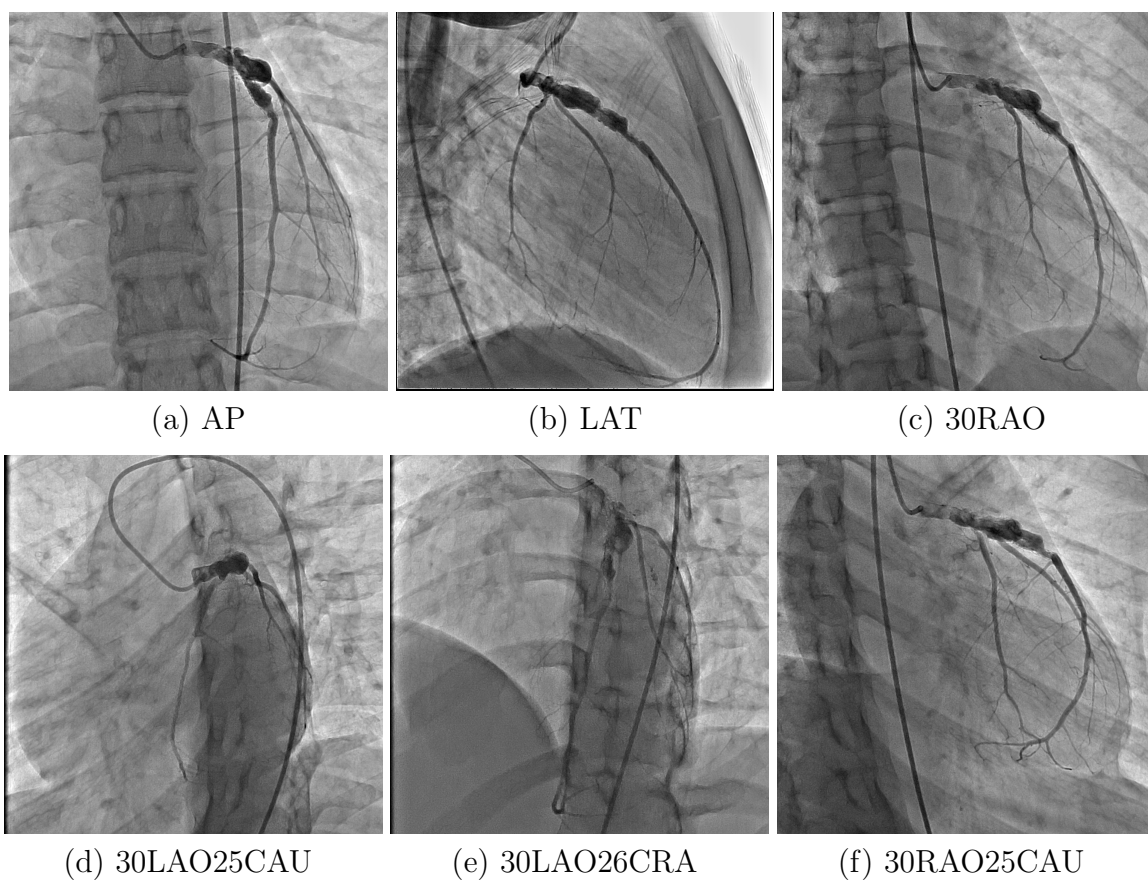 (a) AP
(b) LAT
(c) 30RAO
(d) 30LAO25CAU
(e) 30LAO26CRA
(f) 30RAO25CAU